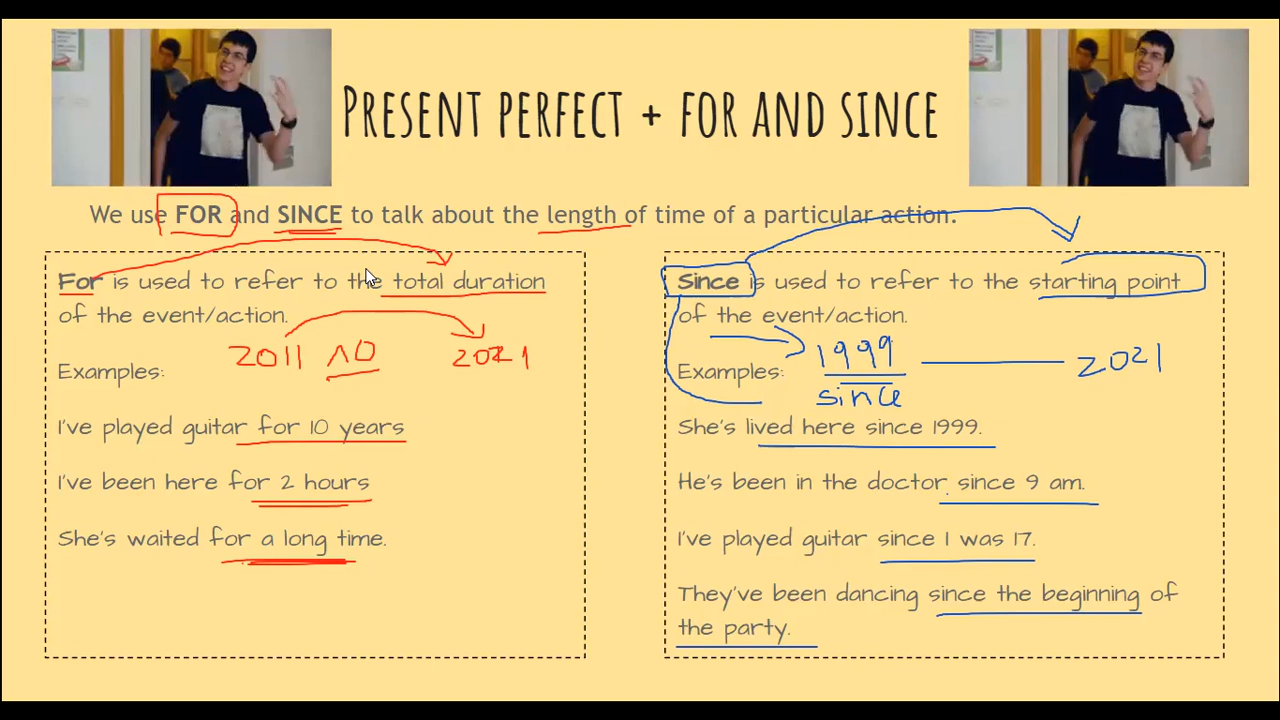 PRESENT PERFECT + FOR AND SINCE
We use FOR and SINCE to talk about the length of time of a particular action.
For is used to refer to the total duration
of the event/action.
2011 10 2021
Examples:
I've played guitar for 10 years
I've been here for 2 hours
She's waited for a long time.
Since is used to refer to the starting point
of the event/action.
1999 2021
Examples:
since
She's lived here since 1999.
He's been in the doctor since 9 am.
I've played guitar since I was 17.
They've been dancing since the beginning of
the party.